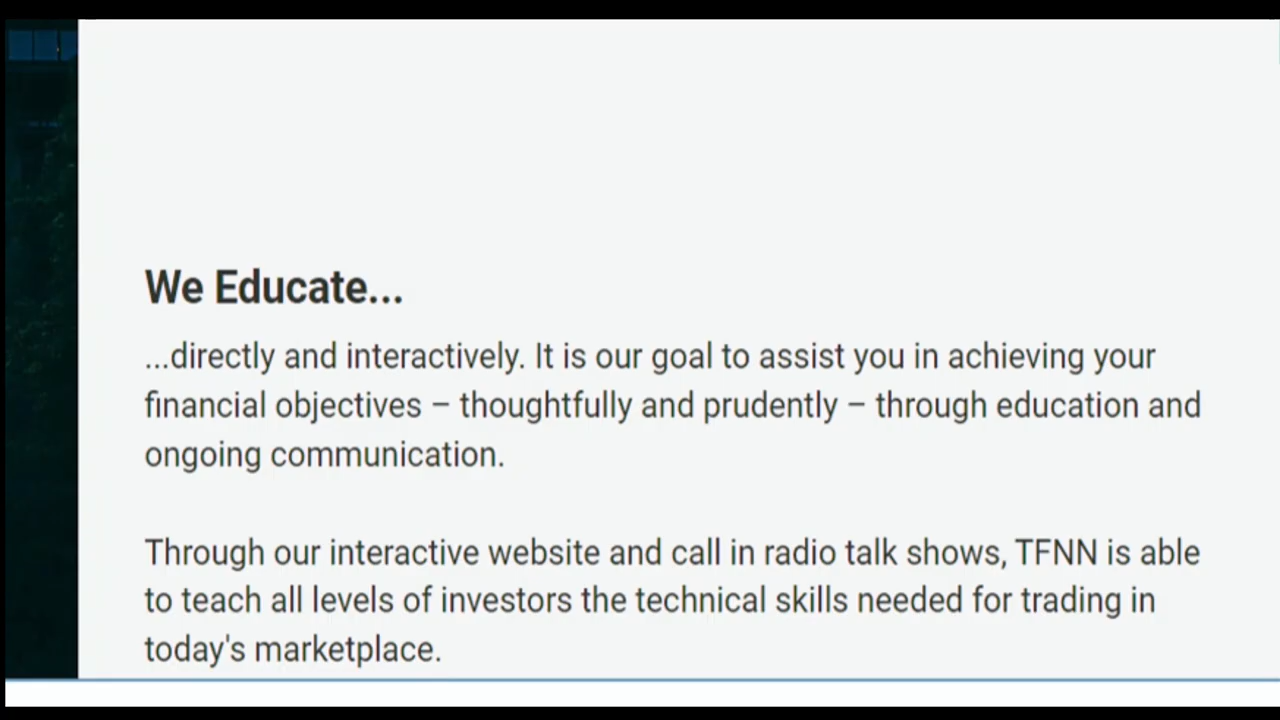 We Educate...
...directly and interactively. It is our goal to assist you in achieving your
financial objectives – thoughtfully and prudently – through education and
ongoing communication.
Through our interactive website and call in radio talk shows, TFNN is able
to teach all levels of investors the technical skills needed for trading in
today's marketplace.